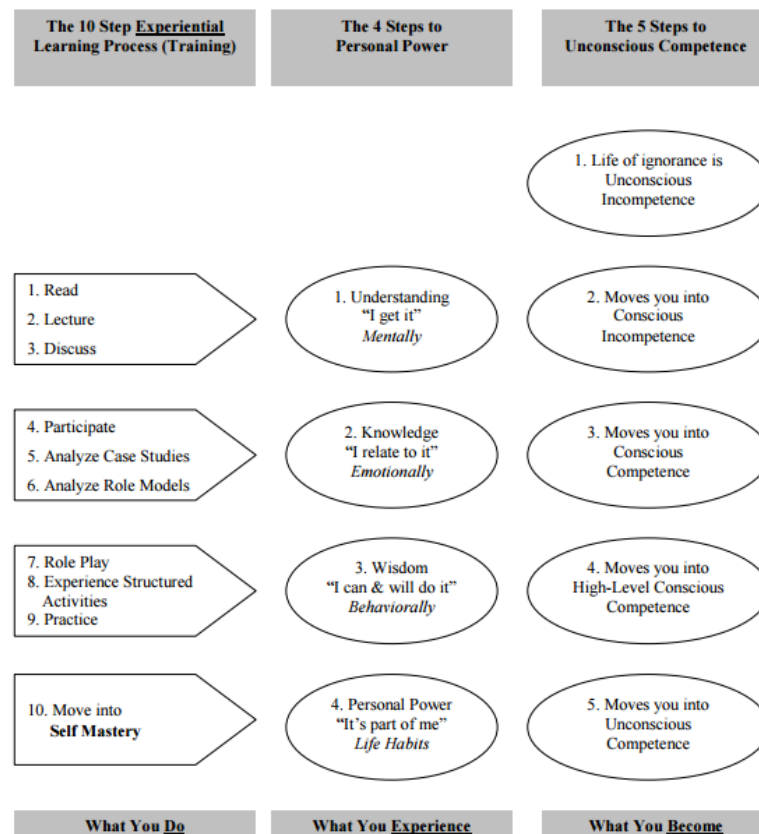 The 10 Step Experiential
Learning Process (Training)
The 4 Steps to
Personal Power
The 5 Steps to
Unconscious Competence
1. Life of ignorance is
Unconscious
Incompetence
1. Read
2. Lecture
3. Discuss
1. Understanding
“I get it”
Mentally
2. Moves you into
Conscious
Incompetence
4. Participate
5. Analyze Case Studies
6. Analyze Role Models
2. Knowledge
“I relate to it”
Emotionally
3. Moves you into
Conscious
Competence
7. Role Play
8. Experience Structured
Activities
9. Practice
3. Wisdom
“I can & will do it”
Behaviorally
4. Moves you into
High-Level Conscious
Competence
10. Move into
Self Mastery
4. Personal Power
“It’s part of me”
Life Habits
5. Moves you into
Unconscious
Competence
What You Do
What You Experience
What You Become